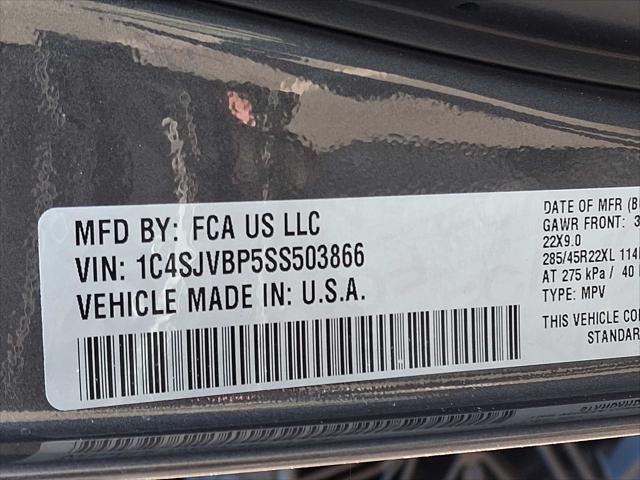 MFD BY: FCA US LLC
VIN: 1C4SJVBP5SS503866
VEHICLE MADE IN: U.S.A.
DATE OF MFR
GAWR FRONT:
22X9.0
285/45R22XL
AT 275 kPa / 40
TYPE: MPV
THIS VEHICLE